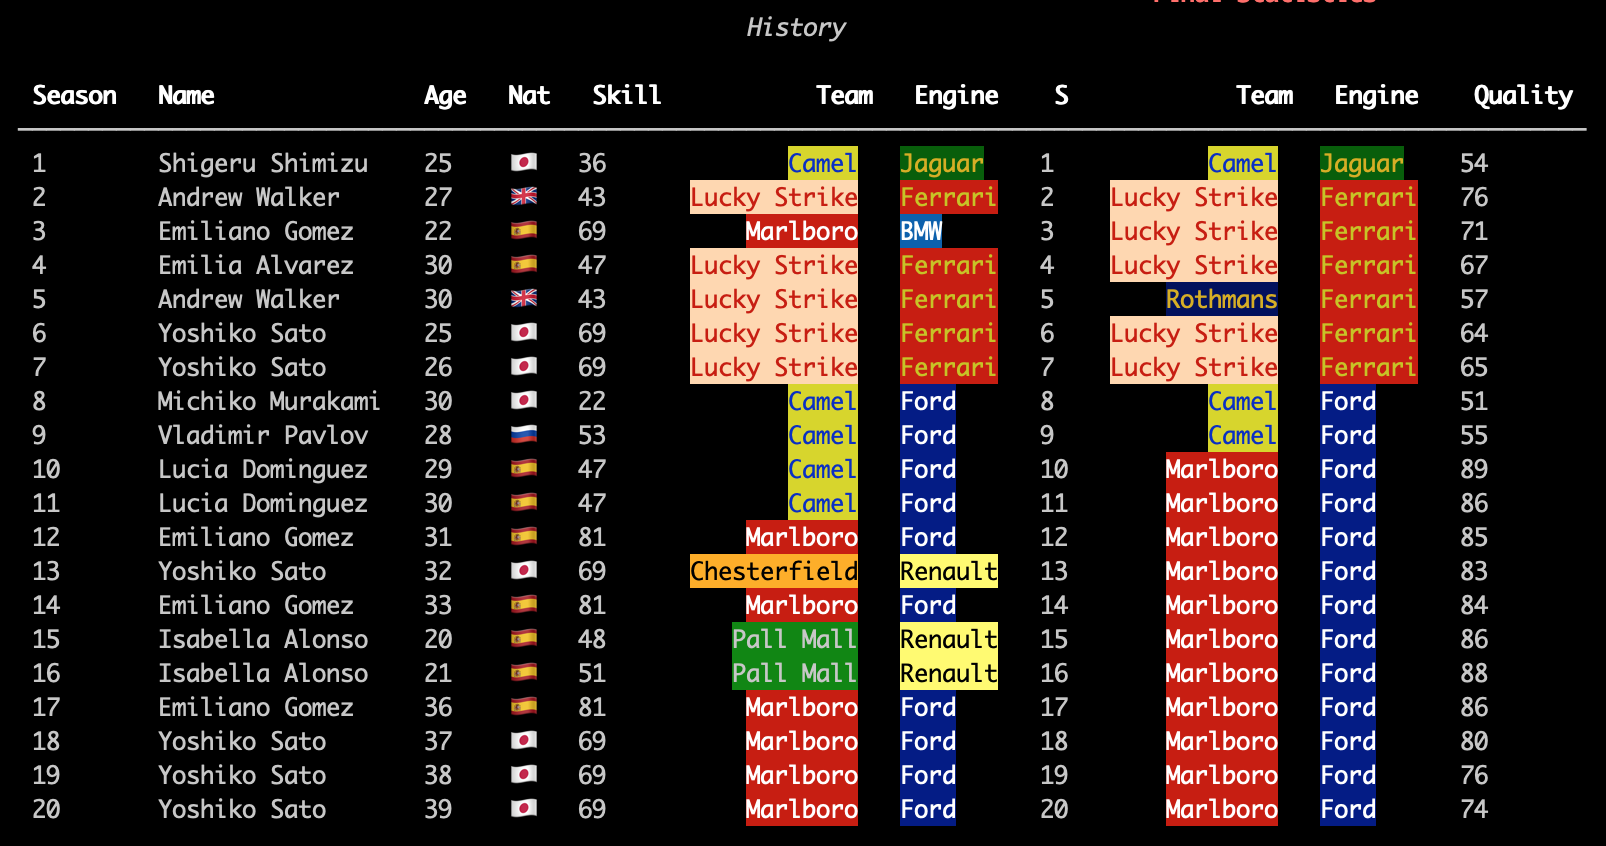 Final Statistics
History
Season Name Age Nat Skill Team Engine S Team Engine Quality
1 Shigeru Shimizu 25 36 Camel Jaguar 1 Camel Jaguar 54
2 Andrew Walker 27 43 Lucky Strike Ferrari 2 Lucky Strike Ferrari 76
3 Emiliano Gomez 22 69 Marlboro BMW 3 Lucky Strike Ferrari 71
4 Emilia Alvarez 30 47 Lucky Strike Ferrari 4 Lucky Strike Ferrari 67
5 Andrew Walker 30 43 Lucky Strike Ferrari 5 Rothmans Ferrari 57
6 Yoshiko Sato 25 69 Lucky Strike Ferrari 6 Lucky Strike Ferrari 64
7 Yoshiko Sato 26 69 Lucky Strike Ferrari 7 Lucky Strike Ferrari 65
8 Michiko Murakami 30 22 Camel Ford 8 Camel Ford 51
9 Vladimir Pavlov 28 53 Camel Ford 9 Camel Ford 55
10 Lucia Dominguez 29 47 Camel Ford 10 Marlboro Ford 89
11 Lucia Dominguez 30 47 Camel Ford 11 Marlboro Ford 86
12 Emiliano Gomez 31 81 Marlboro Ford 12 Marlboro Ford 85
13 Yoshiko Sato 32 69 Chesterfield Renault 13 Marlboro Ford 83
14 Emiliano Gomez 33 81 Marlboro Ford 14 Marlboro Ford 84
15 Isabella Alonso 20 48 Pall Mall Renault 15 Marlboro Ford 86
16 Isabella Alonso 21 51 Pall Mall Renault 16 Marlboro Ford 88
17 Emiliano Gomez 36 81 Marlboro Ford 17 Marlboro Ford 86
18 Yoshiko Sato 37 69 Marlboro Ford 18 Marlboro Ford 80
19 Yoshiko Sato 38 69 Marlboro Ford 19 Marlboro Ford 76
20 Yoshiko Sato 39 69 Marlboro Ford 20 Marlboro Ford 74